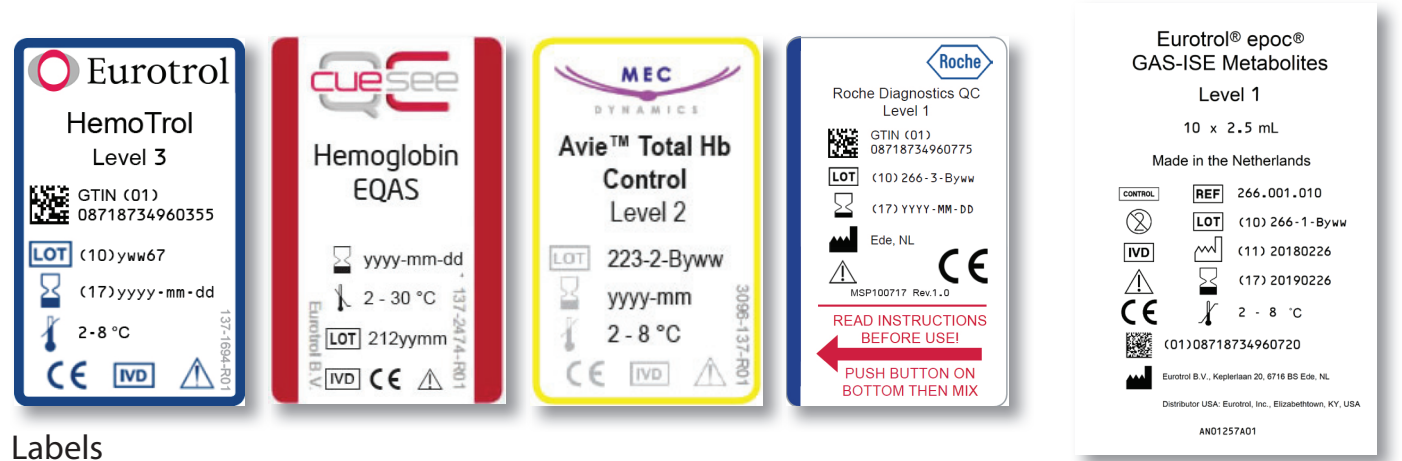 Eurotrol
HemoTrol
Level 3
GTIN (01)
08718734960355
LOT (10)yww67
(17)yyyy-mm-dd
2-8 °C
CE IVD
137-1694-R01
QC
cuesee
Hemoglobin
EQAS
yyyy-mm-dd
2 - 30 °C
LOT 212yymm
IVD CE
Eurotrol B.V.
137-2474-R01
MEC
DYNAMICS
Avie™ Total Hb
Control
Level 2
LOT 223-2-Byww
yyyy-mm
2 - 8 °C
CE IVD
3096-137-R01
Roche
Roche Diagnostics QC
Level 1
GTIN (01)
08718734960775
LOT (10)266-3-Byww
(17)YYYY-MM-DD
Ede, NL
CE
MSP100717 Rev.1.0
READ INSTRUCTIONS
BEFORE USE!
PUSH BUTTON ON
BOTTOM THEN MIX
Eurotrol® epoc®
GAS-ISE Metabolites
Level 1
10 x 2.5 mL
Made in the Netherlands
CONTROL REF 266.001.010
2 LOT (10)266-1-Byww
IVD (11)20180226
(17)20190226
CE 2 - 8 °C
(01)08718734960720
Eurotrol B.V., Keplerlaan 20, 6716 BS Ede, NL
Distributor USA: Eurotrol, Inc., Elizabethtown, KY, USA
AN01257A01
Labels